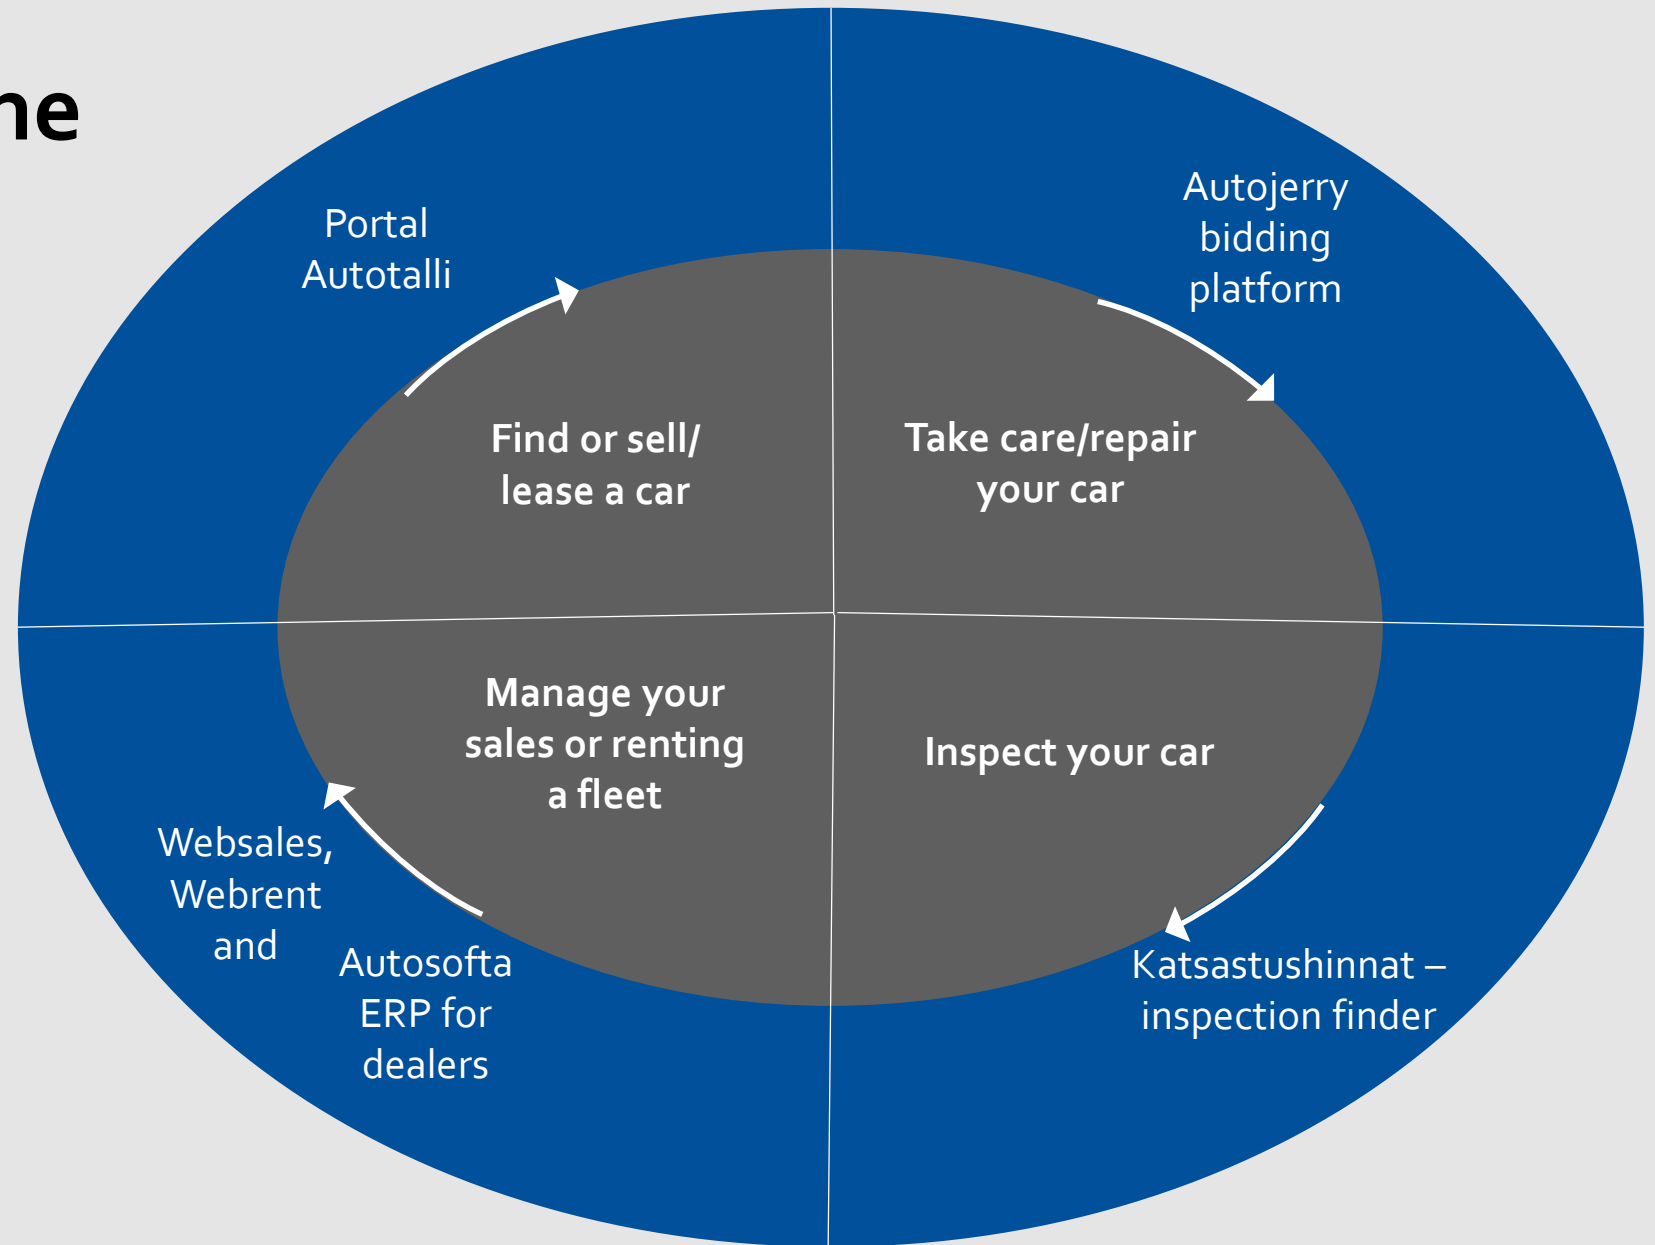 ne
Portal
Autotalli
Autojerry
bidding
platform
Find or sell/
lease a car
Take care/repair
your car
Manage your
sales or renting
a fleet
Inspect your car
Websales,
Webrent
and
Autosofta
ERP for
dealers
Katsastushinnat –
inspection finder